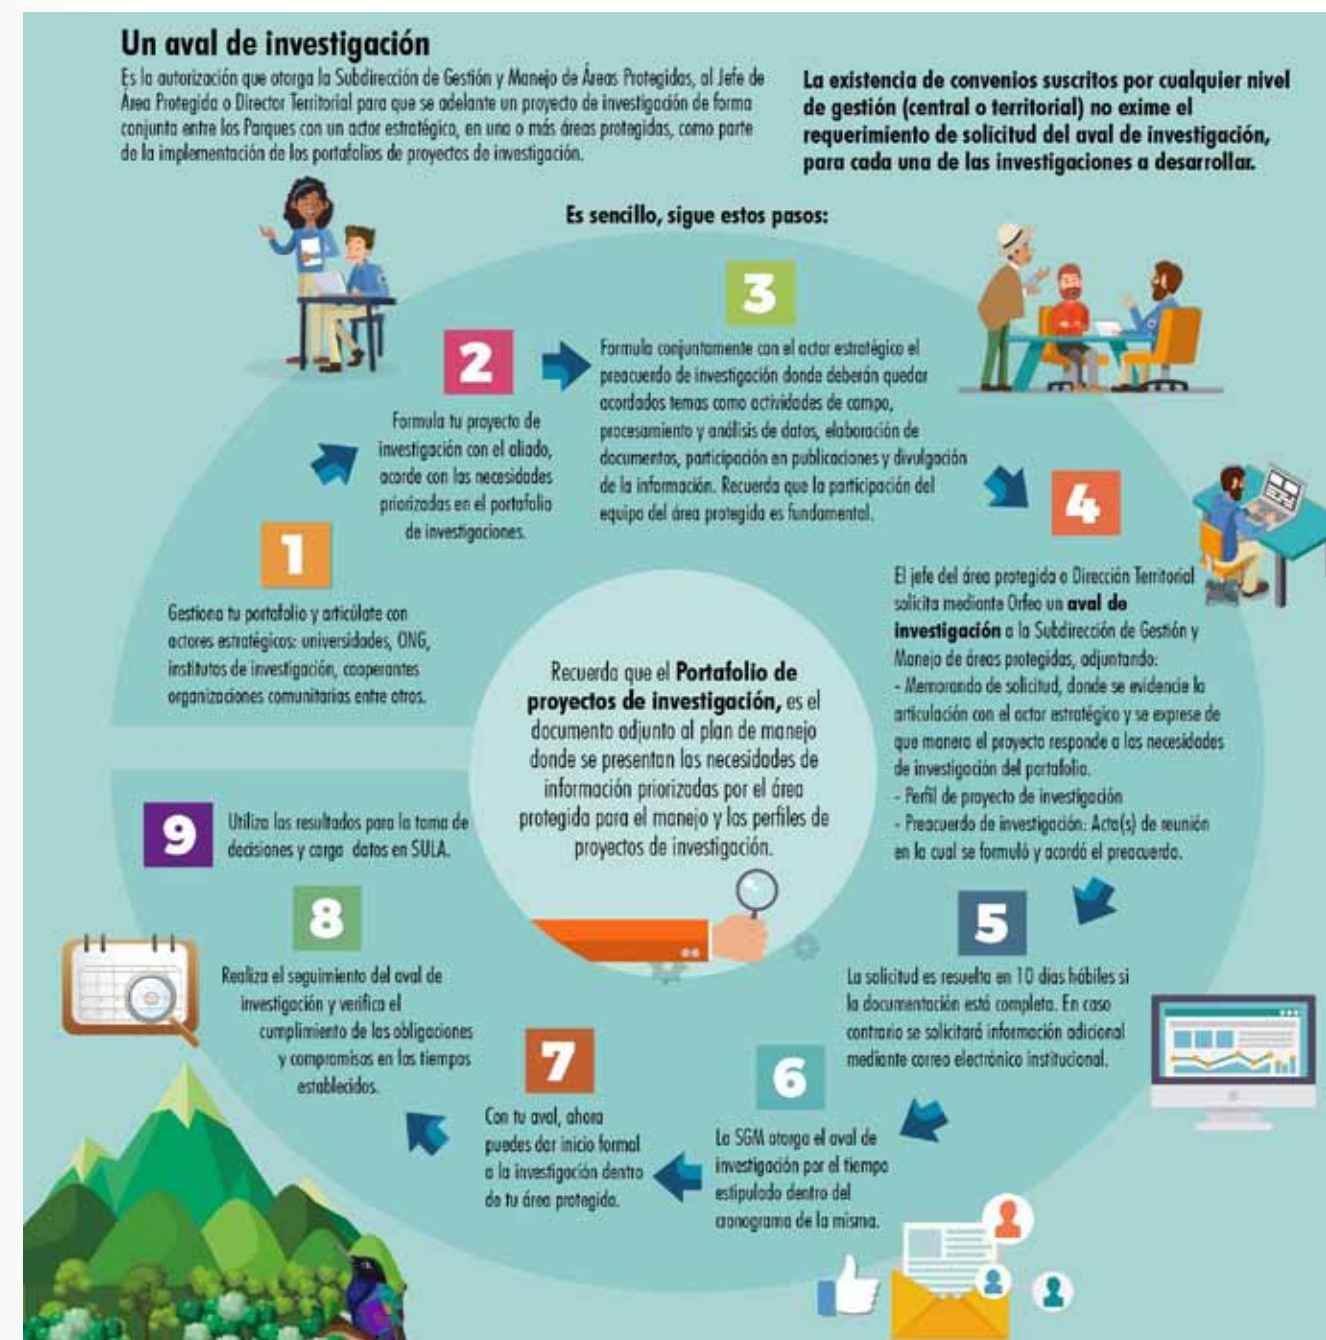 Un aval de investigación
Es la autorización que otorga la Subdirección de Gestión y Manejo de Áreas Protegidas, al Jefe de
Área Protegida o Director Territorial para que se adelante un proyecto de investigación de forma
conjunta entre los Parques con un actor estratégico, en una o más áreas protegidas, como parte
de la implementación de los portafolios de proyectos de investigación.
La existencia de convenios suscritos por cualquier nivel
de gestión (central o territorial) no exime el
requerimiento de solicitud del aval de investigación,
para cada una de las investigaciones a desarrollar.
Es sencillo, sigue estos pasos:
1
Gestiona tu portafolio y articúlate con
actores estratégicos: universidades, ONG,
institutos de investigación, cooperantes
organizaciones comunitarias entre otros.
2
Formula tu proyecto de
investigación con el aliado,
acorde con las necesidades
priorizadas en el portafolio
de investigaciones.
3
Formula conjuntamente con el actor estratégico el
preacuerdo de investigación donde deberán quedar
acordados temas como actividades de campo,
procesamiento y análisis de datos, elaboración de
documentos, participación en publicaciones y divulgación
de la información. Recuerda que la participación del
equipo del área protegida es fundamental.
4
El jefe del área protegida o Dirección Territorial
solicita mediante Orfeo un aval de
investigación a la Subdirección de Gestión y
Manejo de áreas protegidas, adjuntando:
- Memorando de solicitud, donde se evidencie la
articulación con el actor estratégico y se exprese de
que manera el proyecto responde a las necesidades
de investigación del portafolio.
- Perfil de proyecto de investigación
- Preacuerdo de investigación: Acta(s) de reunión
en la cual se formuló y acordó el preacuerdo.
5
La solicitud es resuelta en 10 días hábiles si
la documentación está completa. En caso
contrario se solicitará información adicional
mediante correo electrónico institucional.
6
La SGM otorga el aval de
investigación por el tiempo
estipulado dentro del
cronograma de la misma.
7
Con tu aval, ahora
puedes dar inicio formal
a la investigación dentro
de tu área protegida.
8
Realiza el seguimiento del aval de
investigación y verifica el
cumplimiento de las obligaciones
y compromisos en los tiempos
establecidos.
9
Utiliza los resultados para la toma de
decisiones y carga datos en SULA.
Recuerda que el Portafolio de
proyectos de investigación, es el
documento adjunto al plan de manejo
donde se presentan las necesidades de
información priorizadas por el área
protegida para el manejo y los perfiles de
proyectos de investigación.